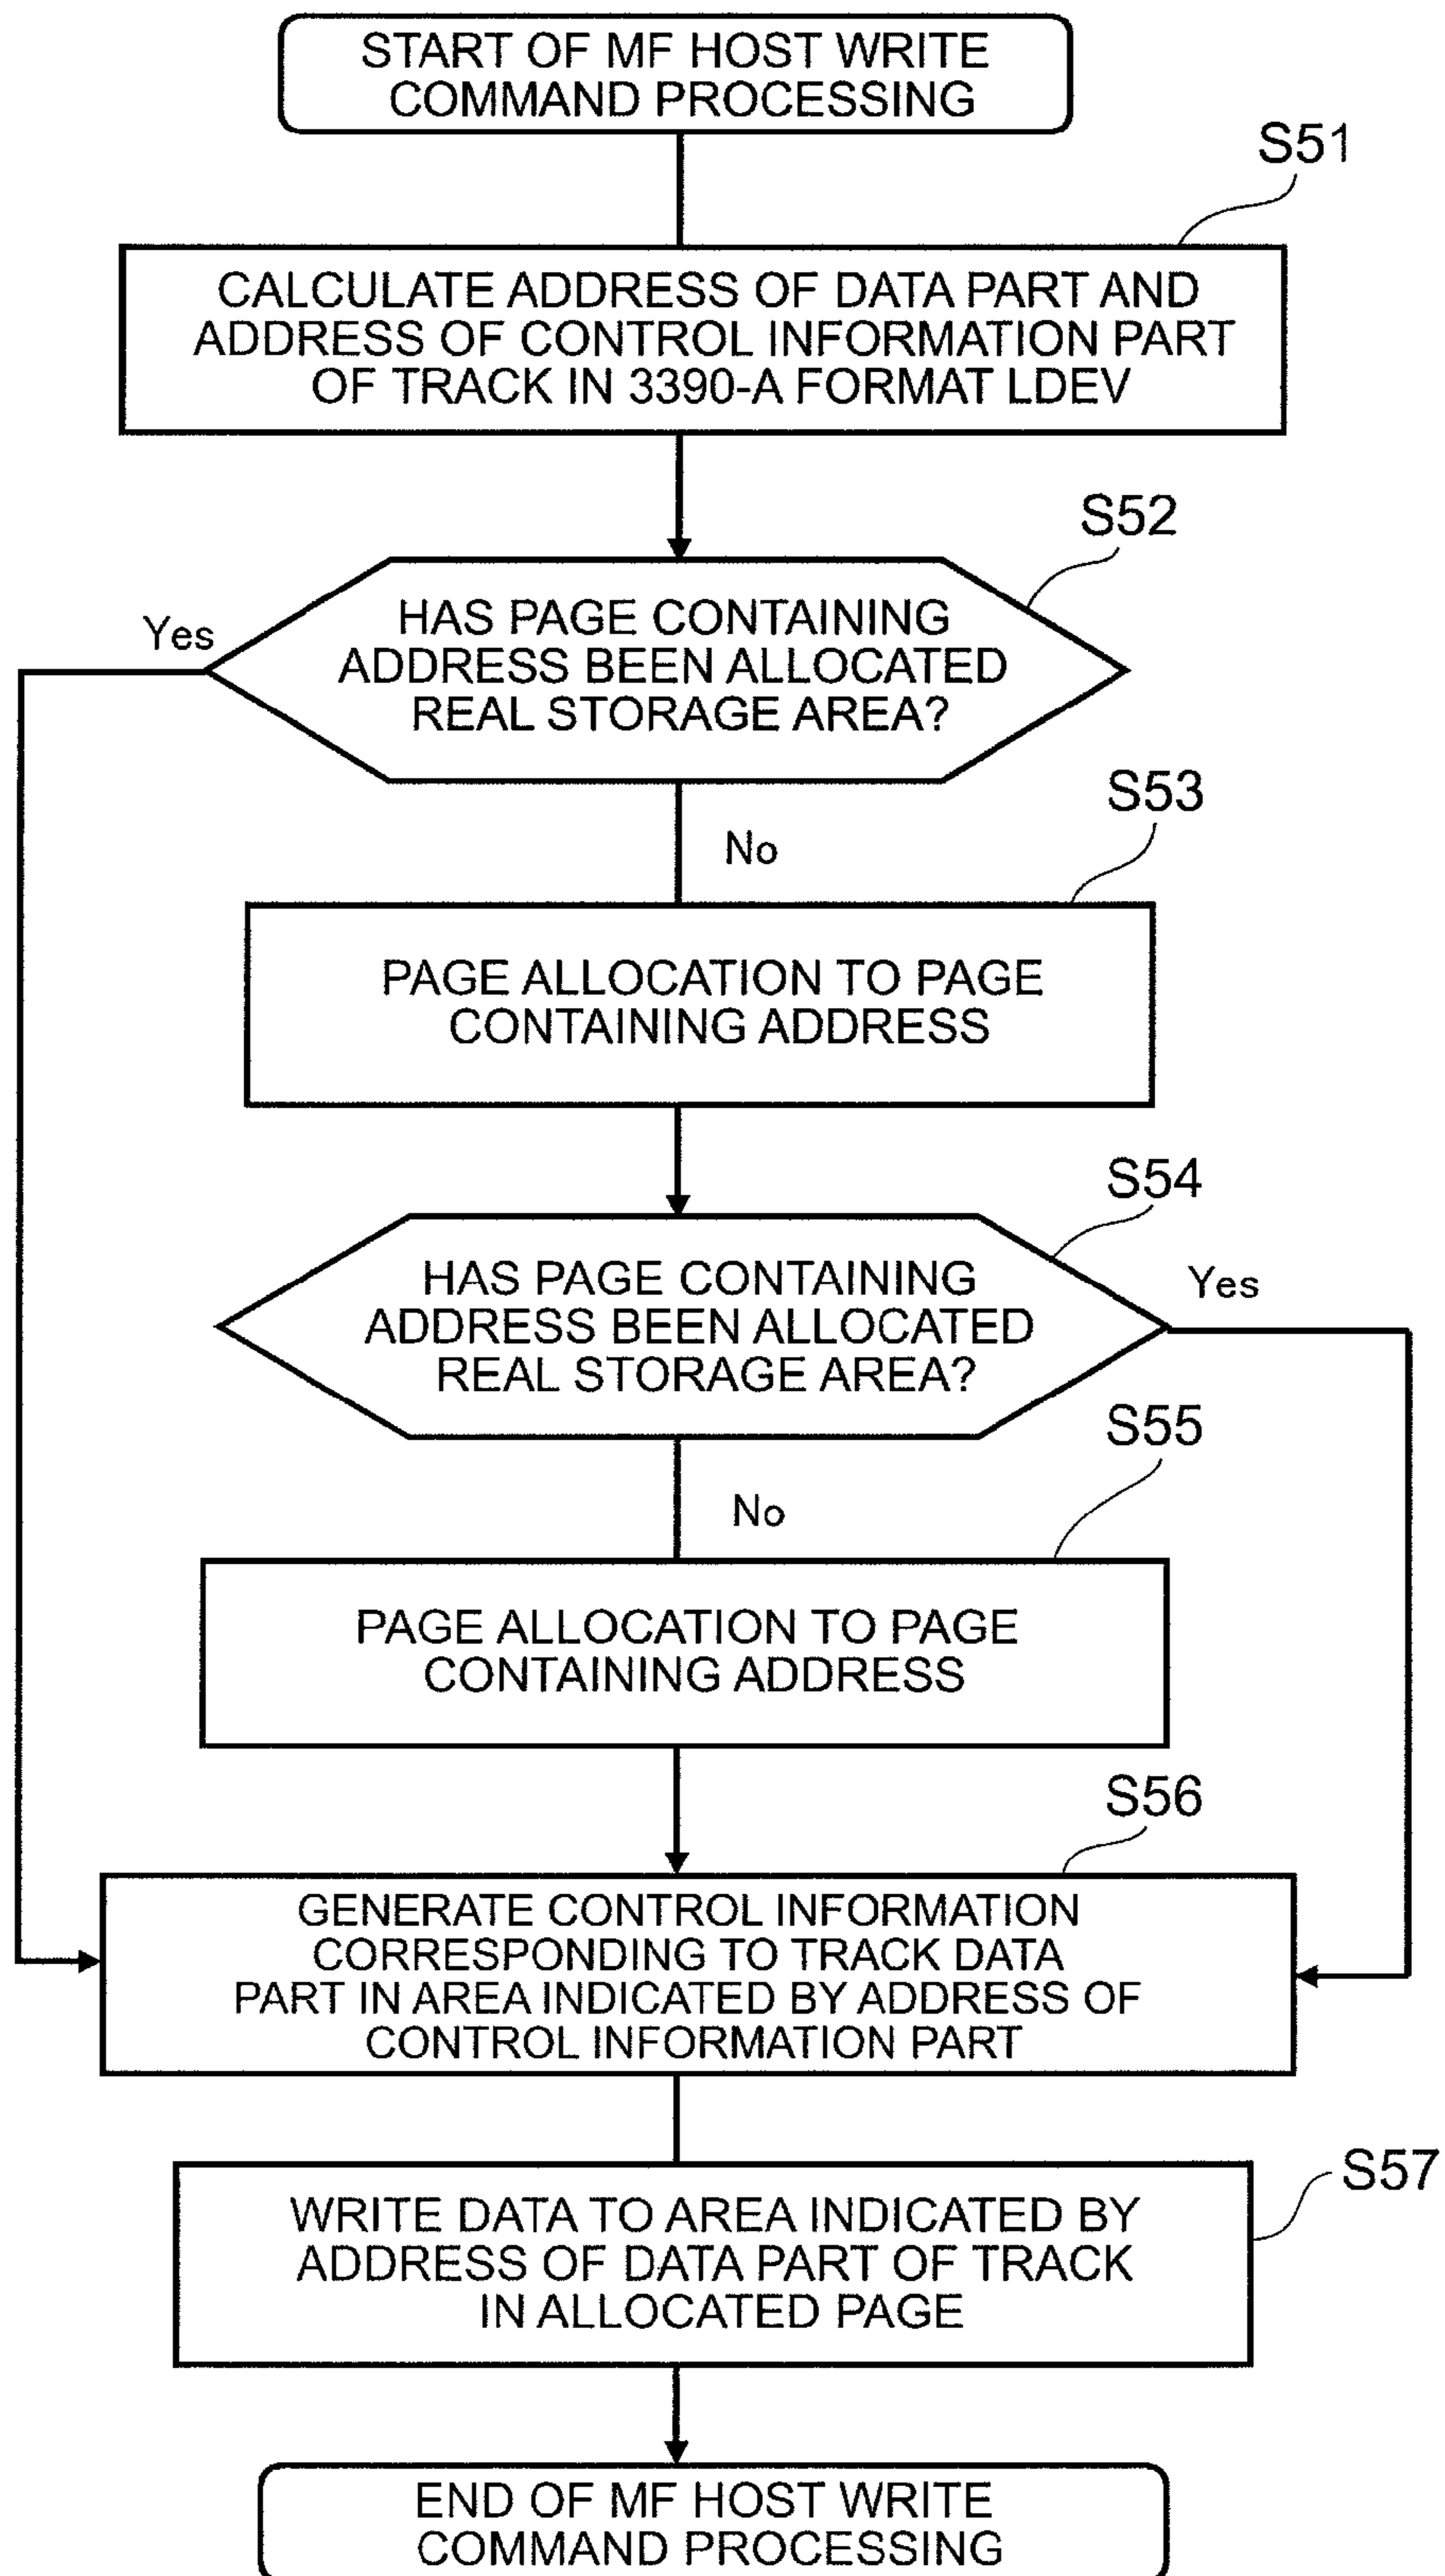 START OF MF HOST WRITE
COMMAND PROCESSING
S51
CALCULATE ADDRESS OF DATA PART AND
ADDRESS OF CONTROL INFORMATION PART
OF TRACK IN 3390-A FORMAT LDEV
S52
Yes
HAS PAGE CONTAINING
ADDRESS BEEN ALLOCATED
REAL STORAGE AREA?
S53
No
PAGE ALLOCATION TO PAGE
CONTAINING ADDRESS
S54
HAS PAGE CONTAINING
ADDRESS BEEN ALLOCATED
REAL STORAGE AREA?
Yes
S55
No
PAGE ALLOCATION TO PAGE
CONTAINING ADDRESS
S56
GENERATE CONTROL INFORMATION
CORRESPONDING TO TRACK DATA
PART IN AREA INDICATED BY ADDRESS OF
CONTROL INFORMATION PART
S57
WRITE DATA TO AREA INDICATED BY
ADDRESS OF DATA PART OF TRACK
IN ALLOCATED PAGE
END OF MF HOST WRITE
COMMAND PROCESSING